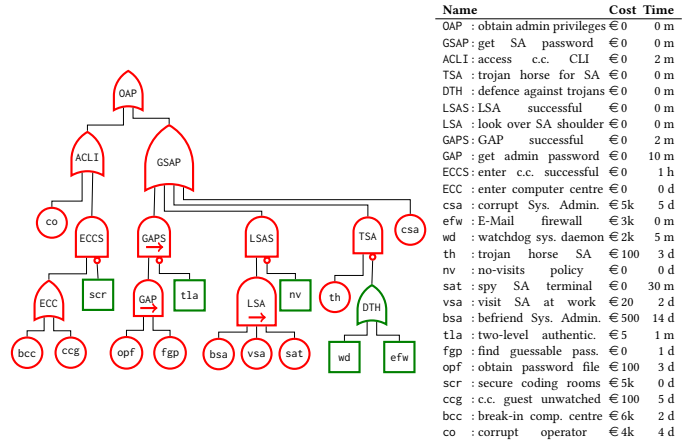 OAP
ACLI
GSAP
co
csa
ECCS
GAPS
LSAS
TSA
scr
tla
nv
th
ECC
GAP
LSA
DTH
bcc
ccg
opf
fgp
bsa
vsa
sat
wd
efw
Name Cost Time
OAP : obtain admin privileges €0 0 m
GSAP : get SA password €0 0 m
ACLI : access c.c. CLI €0 2 m
TSA : trojan horse for SA €0 0 m
DTH : defence against trojans €0 0 m
LSAS : LSA successful €0 0 m
LSA : look over SA shoulder €0 0 m
GAPS : GAP successful €0 2 m
GAP : get admin password €0 10 m
ECCS : enter c.c. successful €0 1 h
ECC : enter computer centre €0 0 d
csa : corrupt Sys. Admin. €5k 5 d
efw : E-Mail firewall €3k 0 m
wd : watchdog sys. daemon €2k 5 m
th : trojan horse SA €100 3 d
nv : no-visits policy €0 0 d
sat : spy SA terminal €0 30 m
vsa : visit SA at work €20 2 d
bsa : befriend Sys. Admin. €500 14 d
tla : two-level authentic. €5 1 m
fgp : find guessable pass. €0 1 d
opf : obtain password file €100 3 d
scr : secure coding rooms €5k 0 d
ccg : c.c. guest unwatched €100 5 d
bcc : break-in comp. centre €6k 2 d
co : corrupt operator €4k 4 d